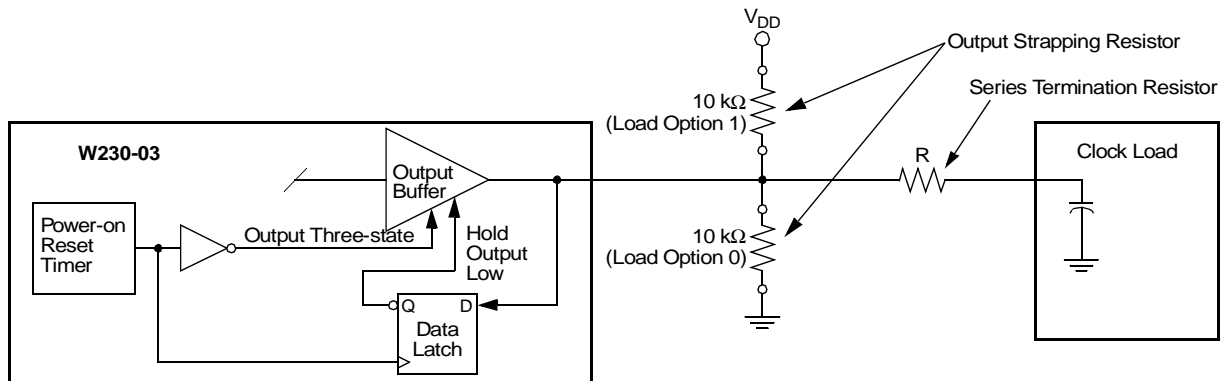 V_DD
Output Strapping Resistor
10 kΩ
(Load Option 1)
Series Termination Resistor
W230-03
Output
Buffer
R
Clock Load
Power-on
Reset
Timer
Output Three-state
Hold
Output
Low
10 kΩ
(Load Option 0)
Q
D
Data
Latch